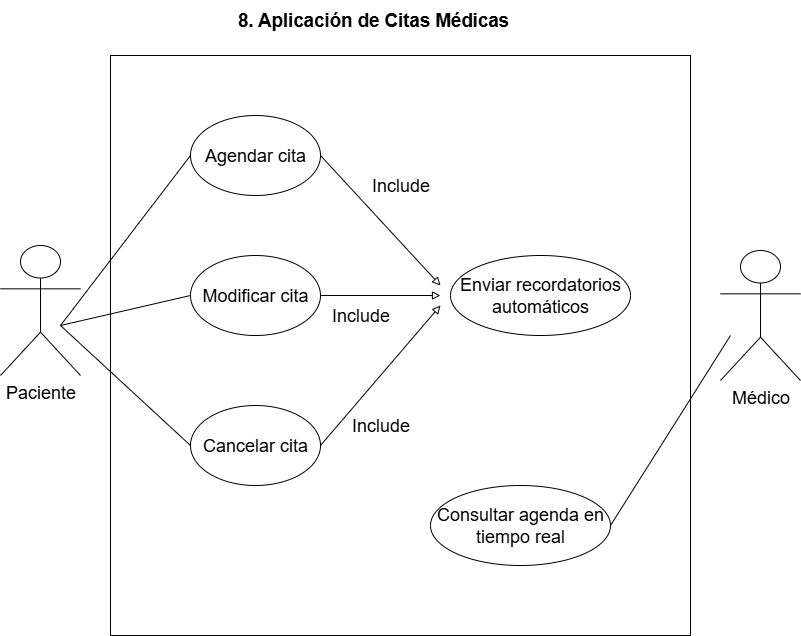 8. Aplicación de Citas Médicas
Agendar cita
Include
Modificar cita
Include
Enviar recordatorios
automáticos
Paciente
Médico
Cancelar cita
Include
Consultar agenda en
tiempo real